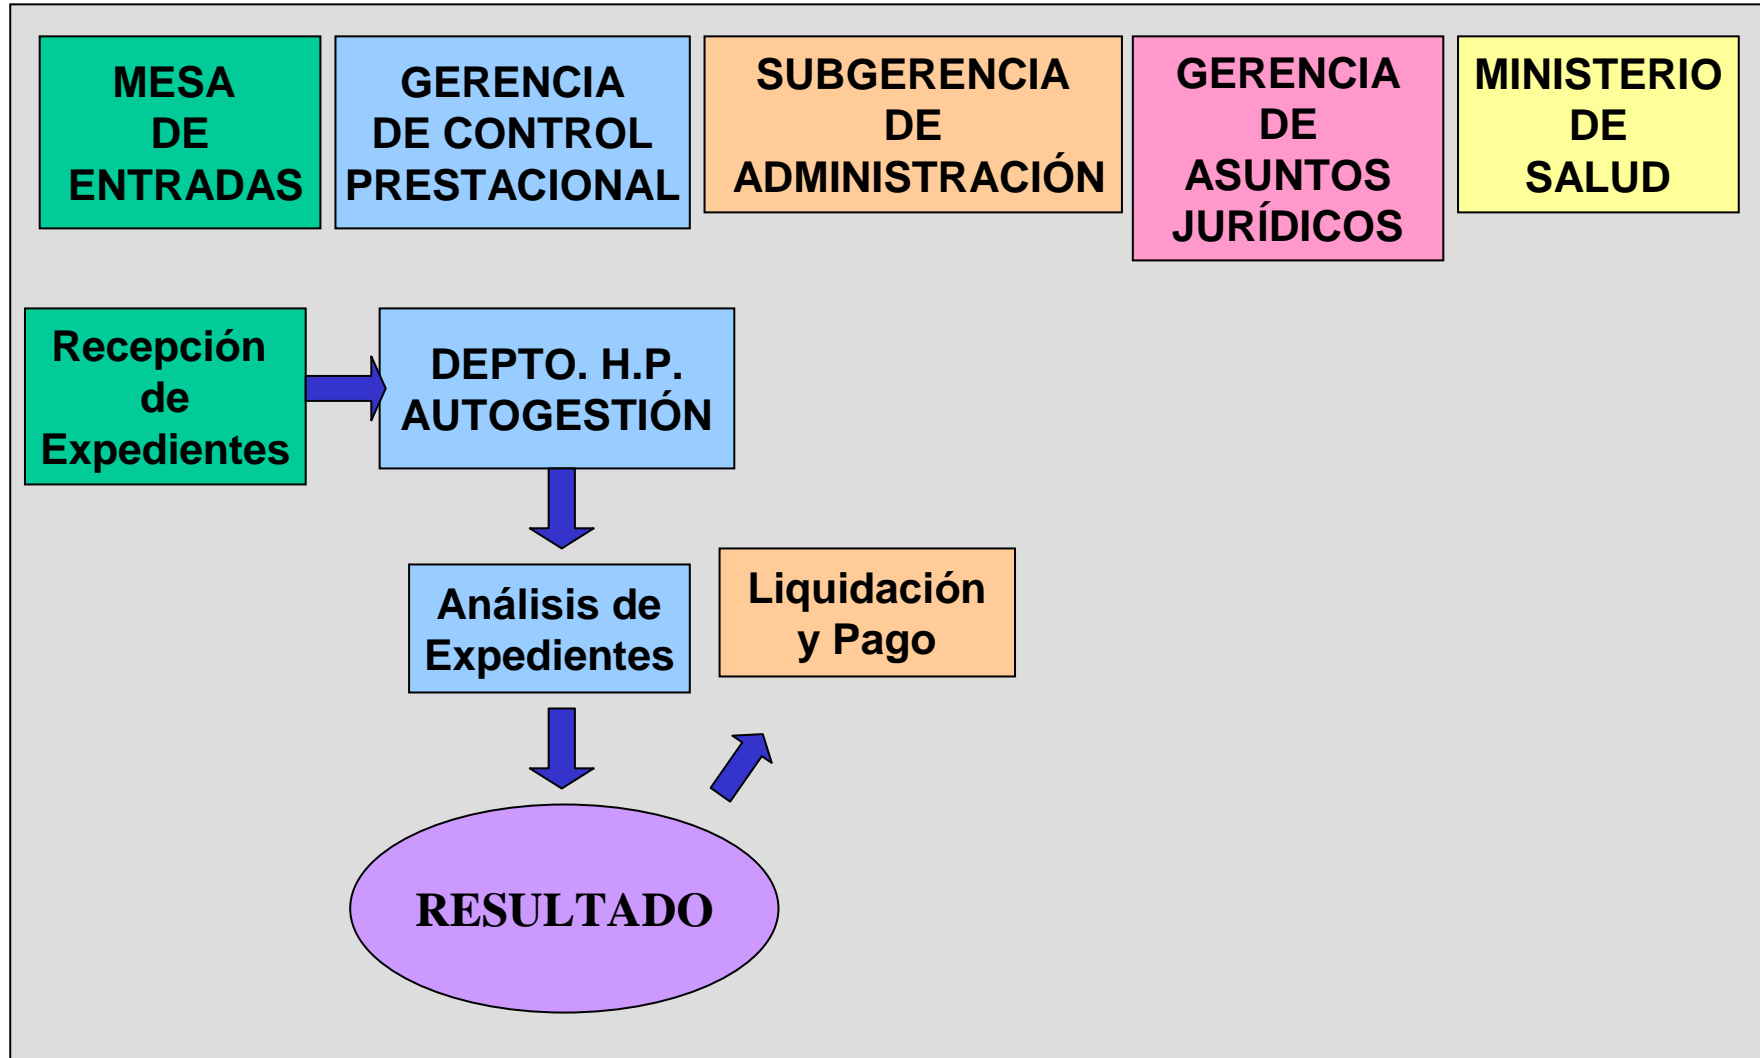 MESA
DE
ENTRADAS
GERENCIA
DE CONTROL
PRESTACIONAL
SUBGERENCIA
DE
ADMINISTRACIÓN
GERENCIA
DE
ASUNTOS
JURÍDICOS
MINISTERIO
DE
SALUD
Recepción
de
Expedientes
DEPTO. H.P.
AUTOGESTIÓN
Análisis de
Expedientes
Liquidación
y Pago
RESULTADO